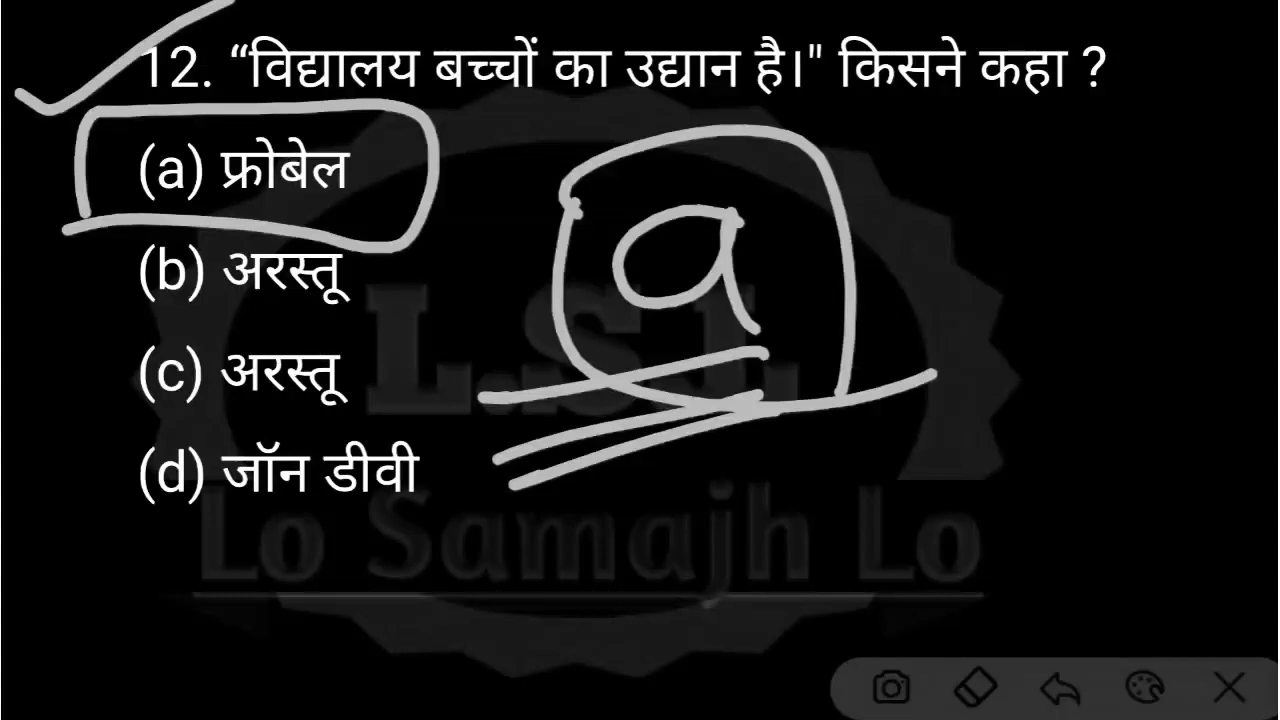 12. “विद्यालय बच्चों का उद्यान है।" किसने कहा ?
(a) फ्रोबेल
a
(b) अरस्तू
L.S.L.
(c) अरस्तू
(d) जॉन डीवी
Lo Samajh Lo